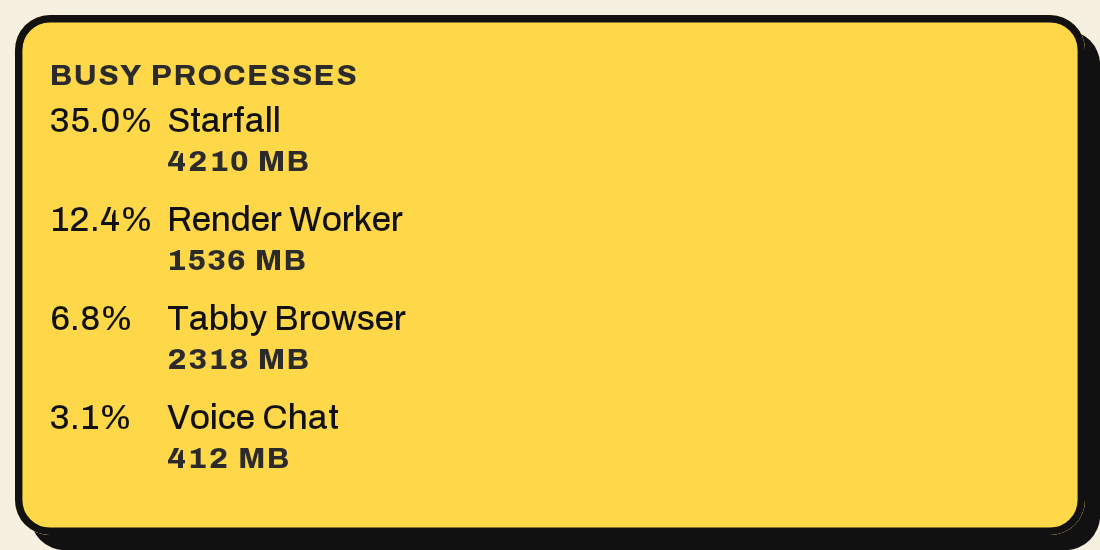 BUSY PROCESSES
35.0% Starfall
4210 MB
12.4% Render Worker
1536 MB
6.8% Tabby Browser
2318 MB
3.1% Voice Chat
412 MB